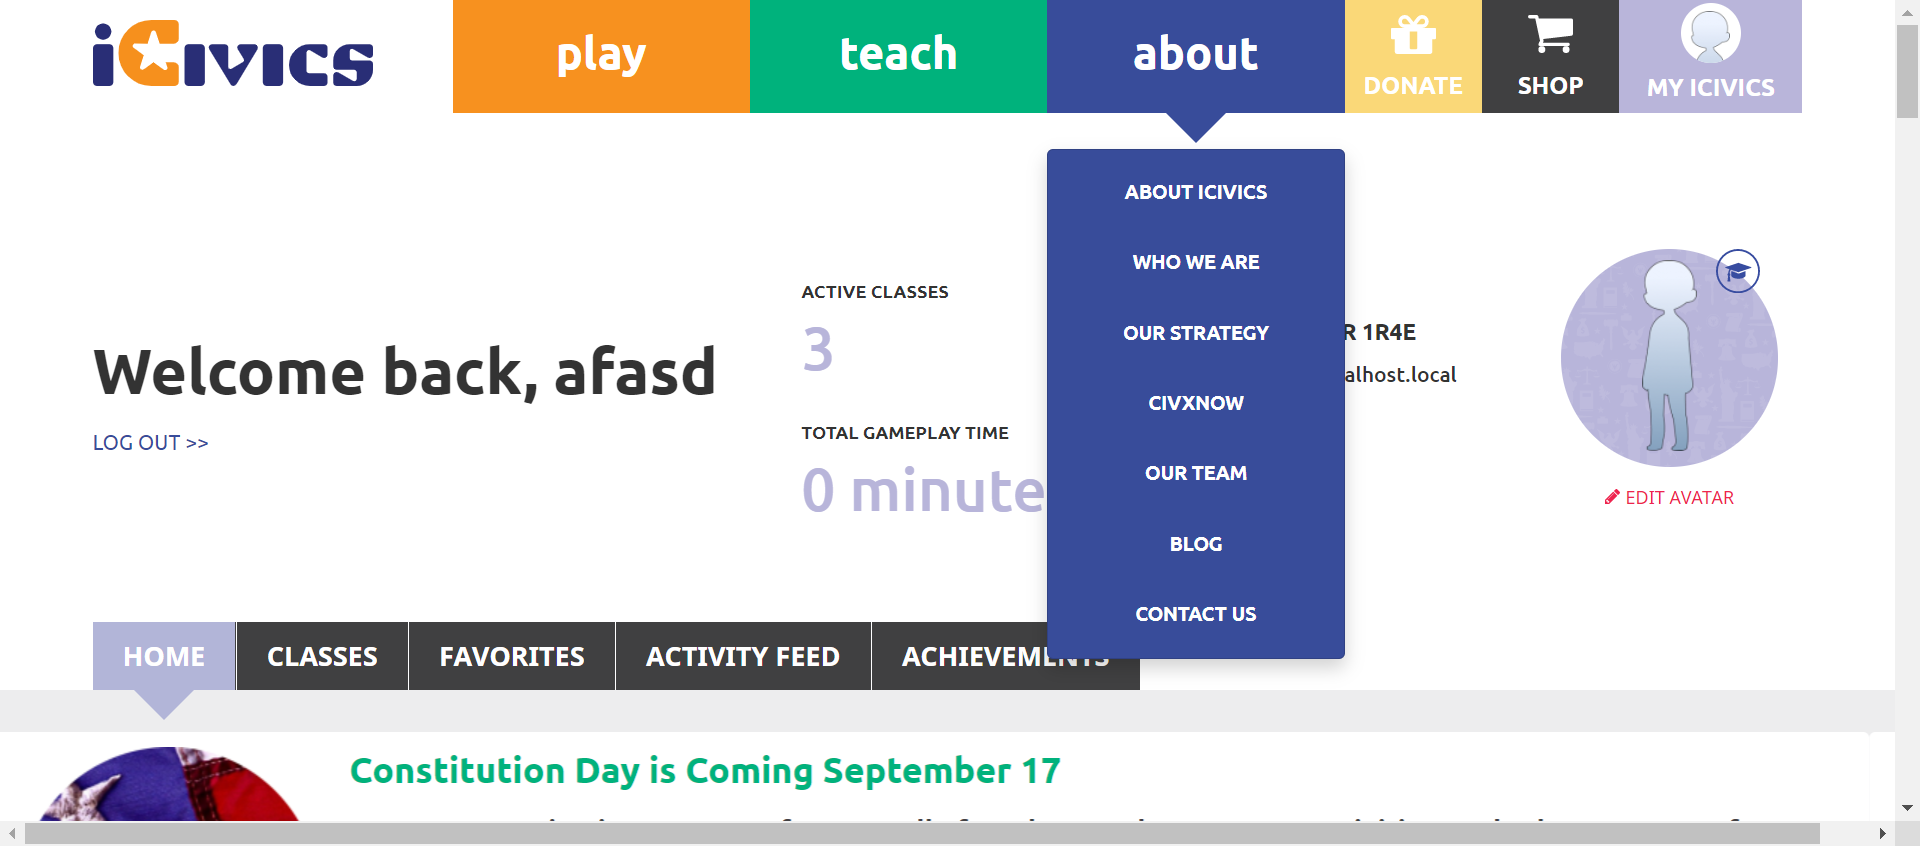 iCivics
play
teach
about
DONATE
SHOP
MY ICIVICS
ABOUT ICIVICS
WHO WE ARE
OUR STRATEGY
CIVXNOW
OUR TEAM
BLOG
CONTACT US
Welcome back, afasd
LOG OUT >>
ACTIVE CLASSES
3
TOTAL GAMEPLAY TIME
0 minute
R 1R4E
alhost.local
EDIT AVATAR
HOME
CLASSES
FAVORITES
ACTIVITY FEED
ACHIEVEMENTS
Constitution Day is Coming September 17